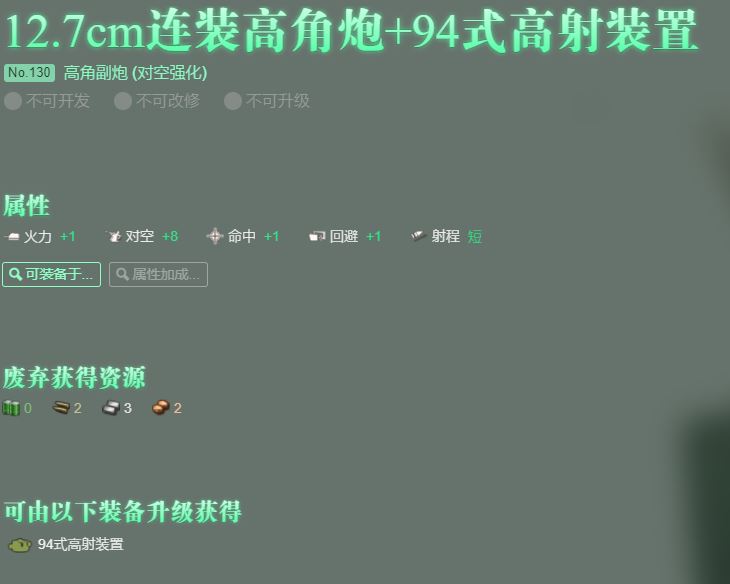 12.7cm连装高角炮+94式高射装置
No.130 高角副炮 (对空强化)
不可开发 不可改修 不可升级
属性
火力 +1 对空 +8 命中 +1 回避 +1 射程 短
可装备于... 属性加成...
废弃获得资源
0 2 3 2
可由以下装备升级获得
94式高射装置